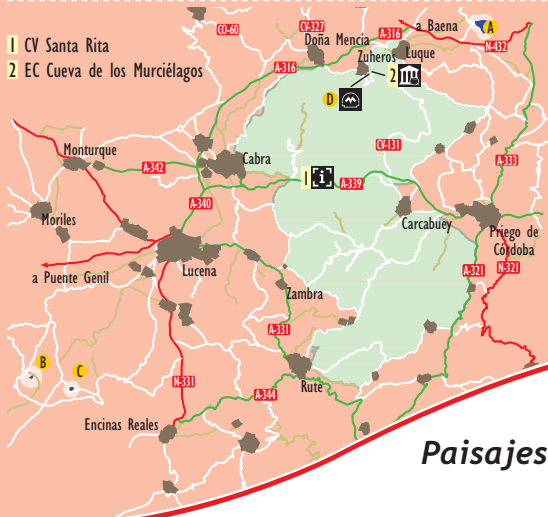 1 CV Santa Rita
2 EC Cueva de los Murciélagos
CO-60
CV-327
A-316
a Baena
A
N-432
Doña Mencía
Zuheros
Luque
A-316
2
D
Monturque
A-342
Cabra
CV-131
A-333
1
A-339
A-340
Moriles
Carcabuey
Priego de
Córdoba
a Puente Genil
Lucena
A-321
N-321
Zambra
A-331
B
C
N-331
Rute
A-344
Encinas Reales
Paisajes